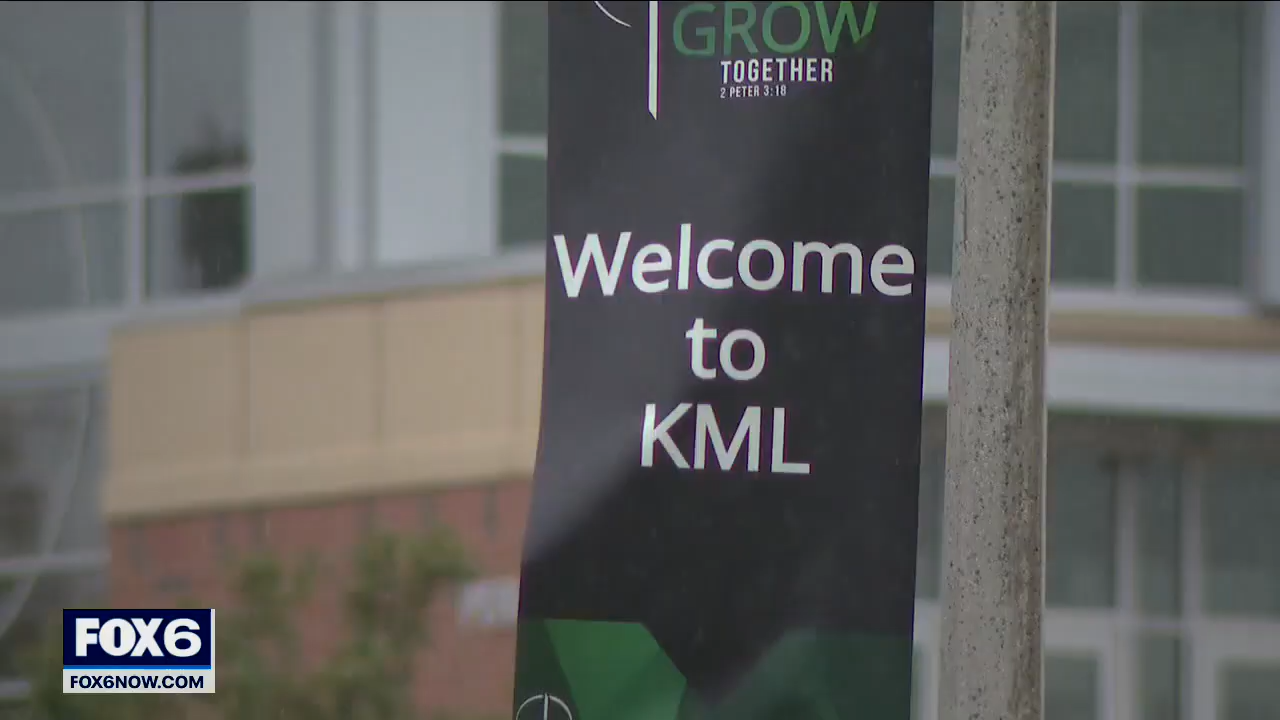 GROW
TOGETHER
2 PETER 3:18
Welcome
to
KML
FOX6
FOX6NOW.COM